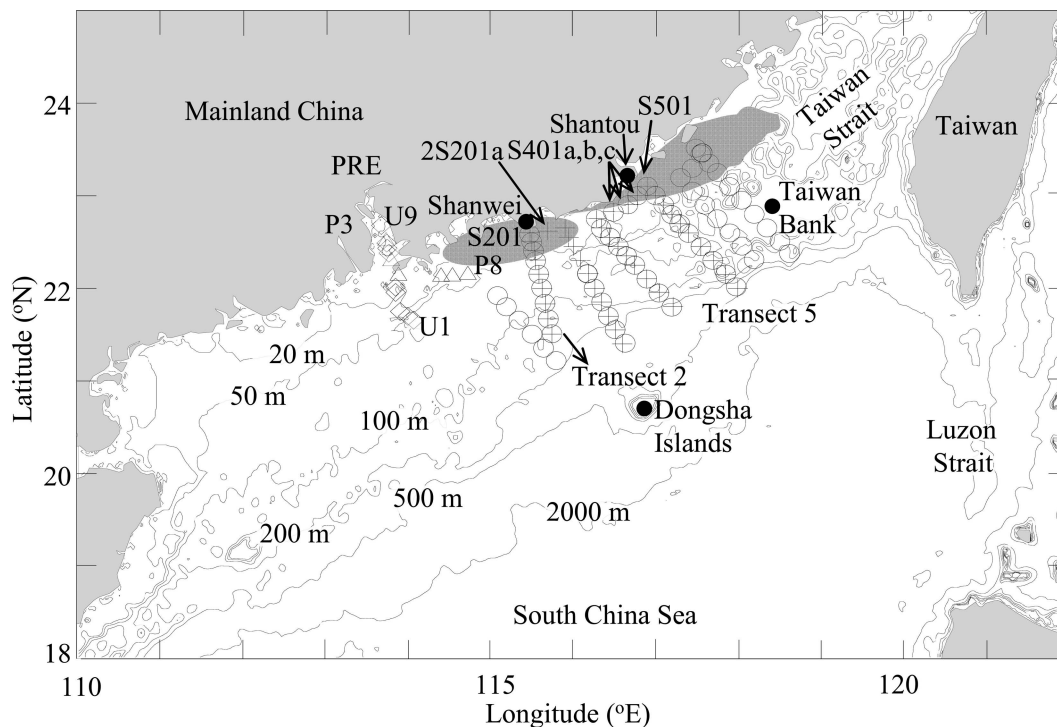 24
22
20
18
Latitude (°N)
Mainland China
PRE
P3
U9
U1
P8
Shanwei
S201
2S201a
S401a,b,c
Shantou
S501
Taiwan
Strait
Taiwan
Taiwan
Bank
Transect 5
Transect 2
Dongsha
Islands
Luzon
Strait
20 m
50 m
100 m
200 m
500 m
2000 m
South China Sea
110
115
120
Longitude (°E)